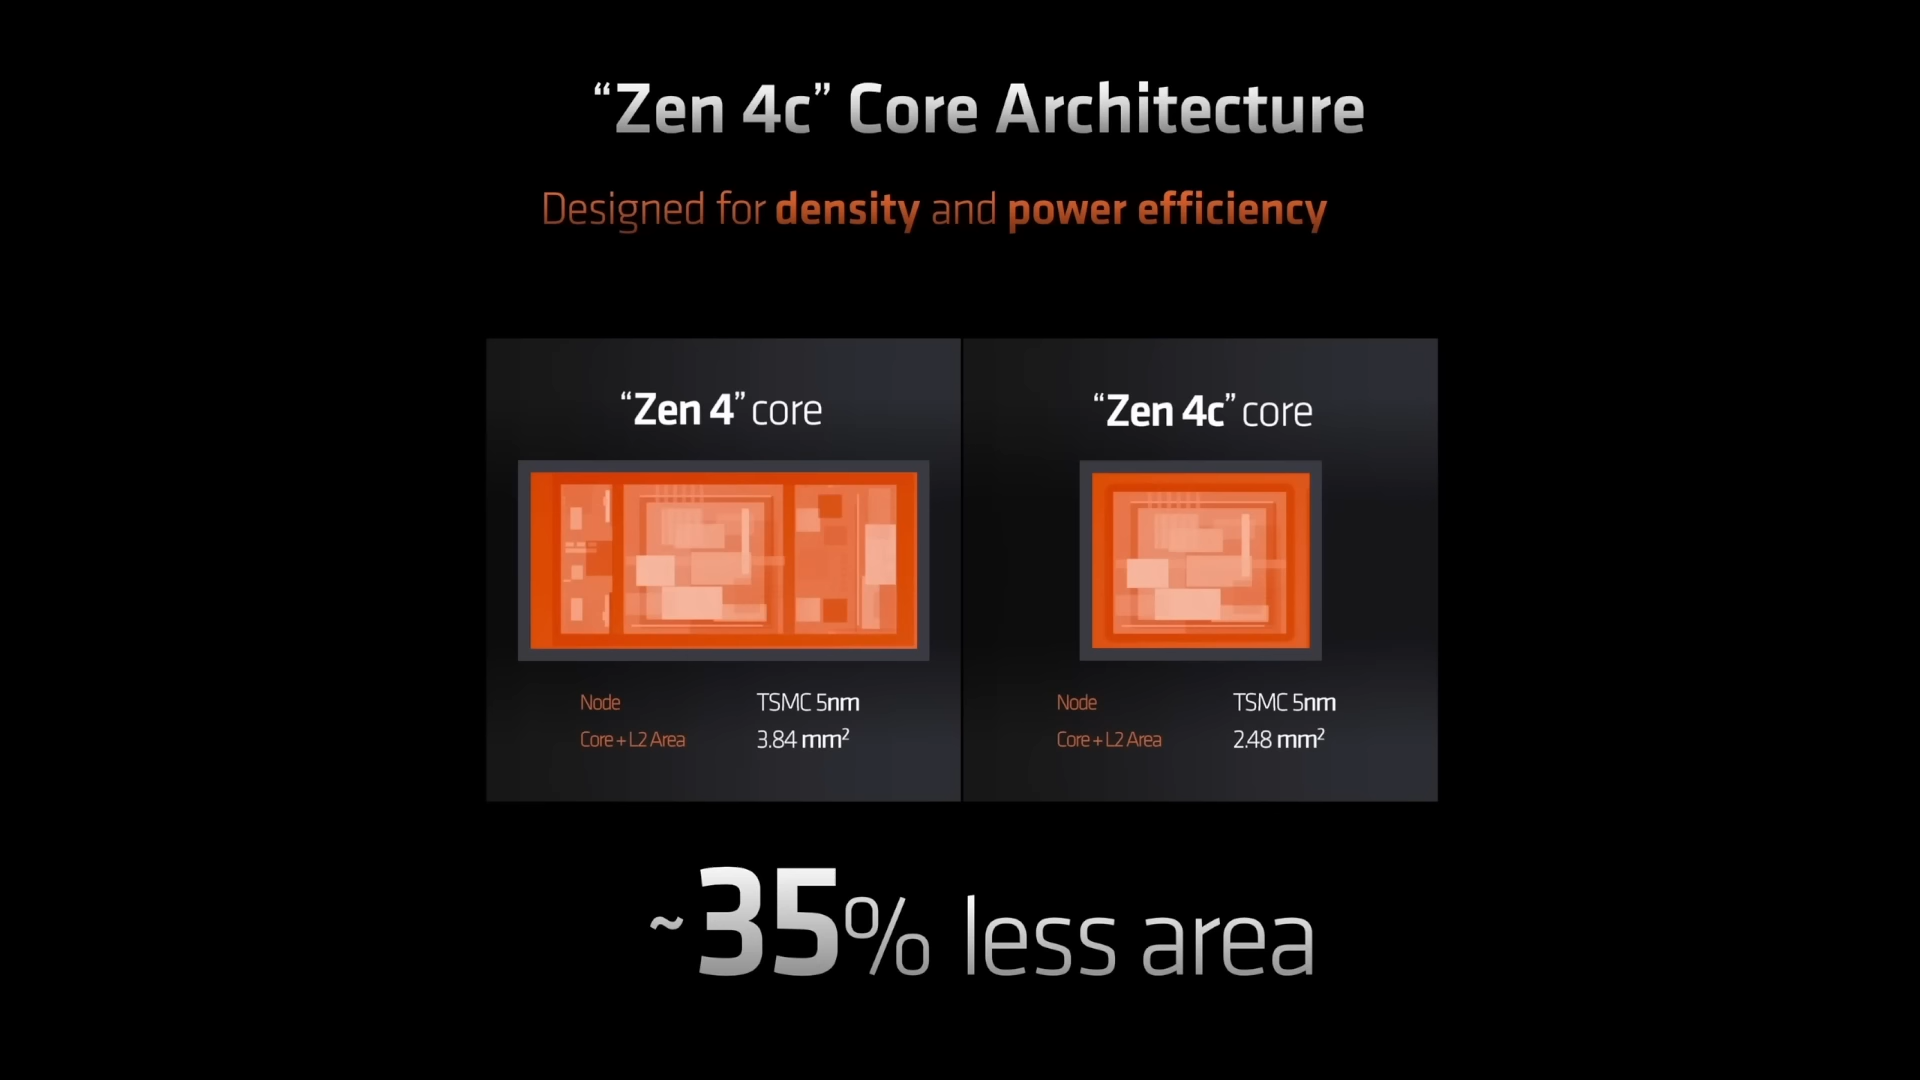 “Zen 4c” Core Architecture
Designed for density and power efficiency
“Zen 4” core
Node TSMC 5nm
Core + L2 Area 3.84 mm²
“Zen 4c” core
Node TSMC 5nm
Core + L2 Area 2.48 mm²
~35% less area